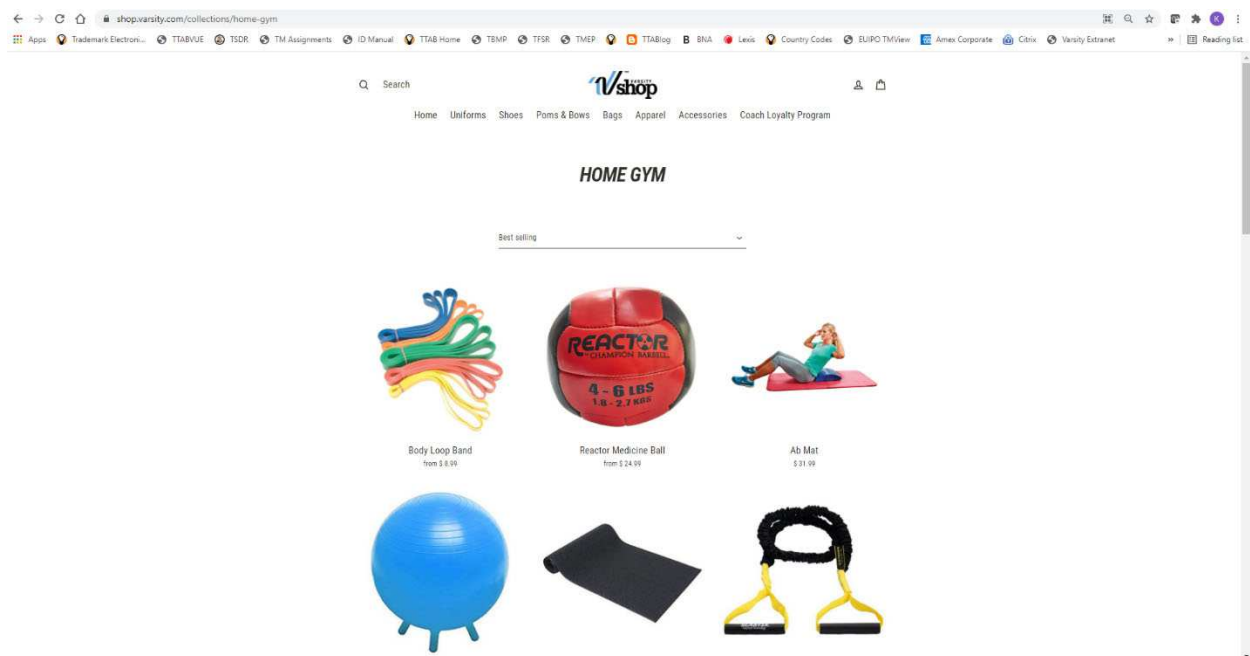 shop.varsity.com/collections/home-gym
Apps Trademark Electroni... TTABVUE TSDR TM Assignments ID Manual TTAB Home TBMP TFSR TMEP TTABlog B BNA Lexis Country Codes EUIPO TMView Amex Corporate Citrix Varsity Extranet » Reading list
K
Search
VARSITY
shop
Home Uniforms Shoes Poms & Bows Bags Apparel Accessories Coach Loyalty Program
HOME GYM
Best selling
REACTOR
BY CHAMPION BARBELL
4 - 6 LBS
1.8 - 2.7 KGS
Body Loop Band Reactor Medicine Ball Ab Mat
from $ 8.99 from $ 24.99 $ 31.99